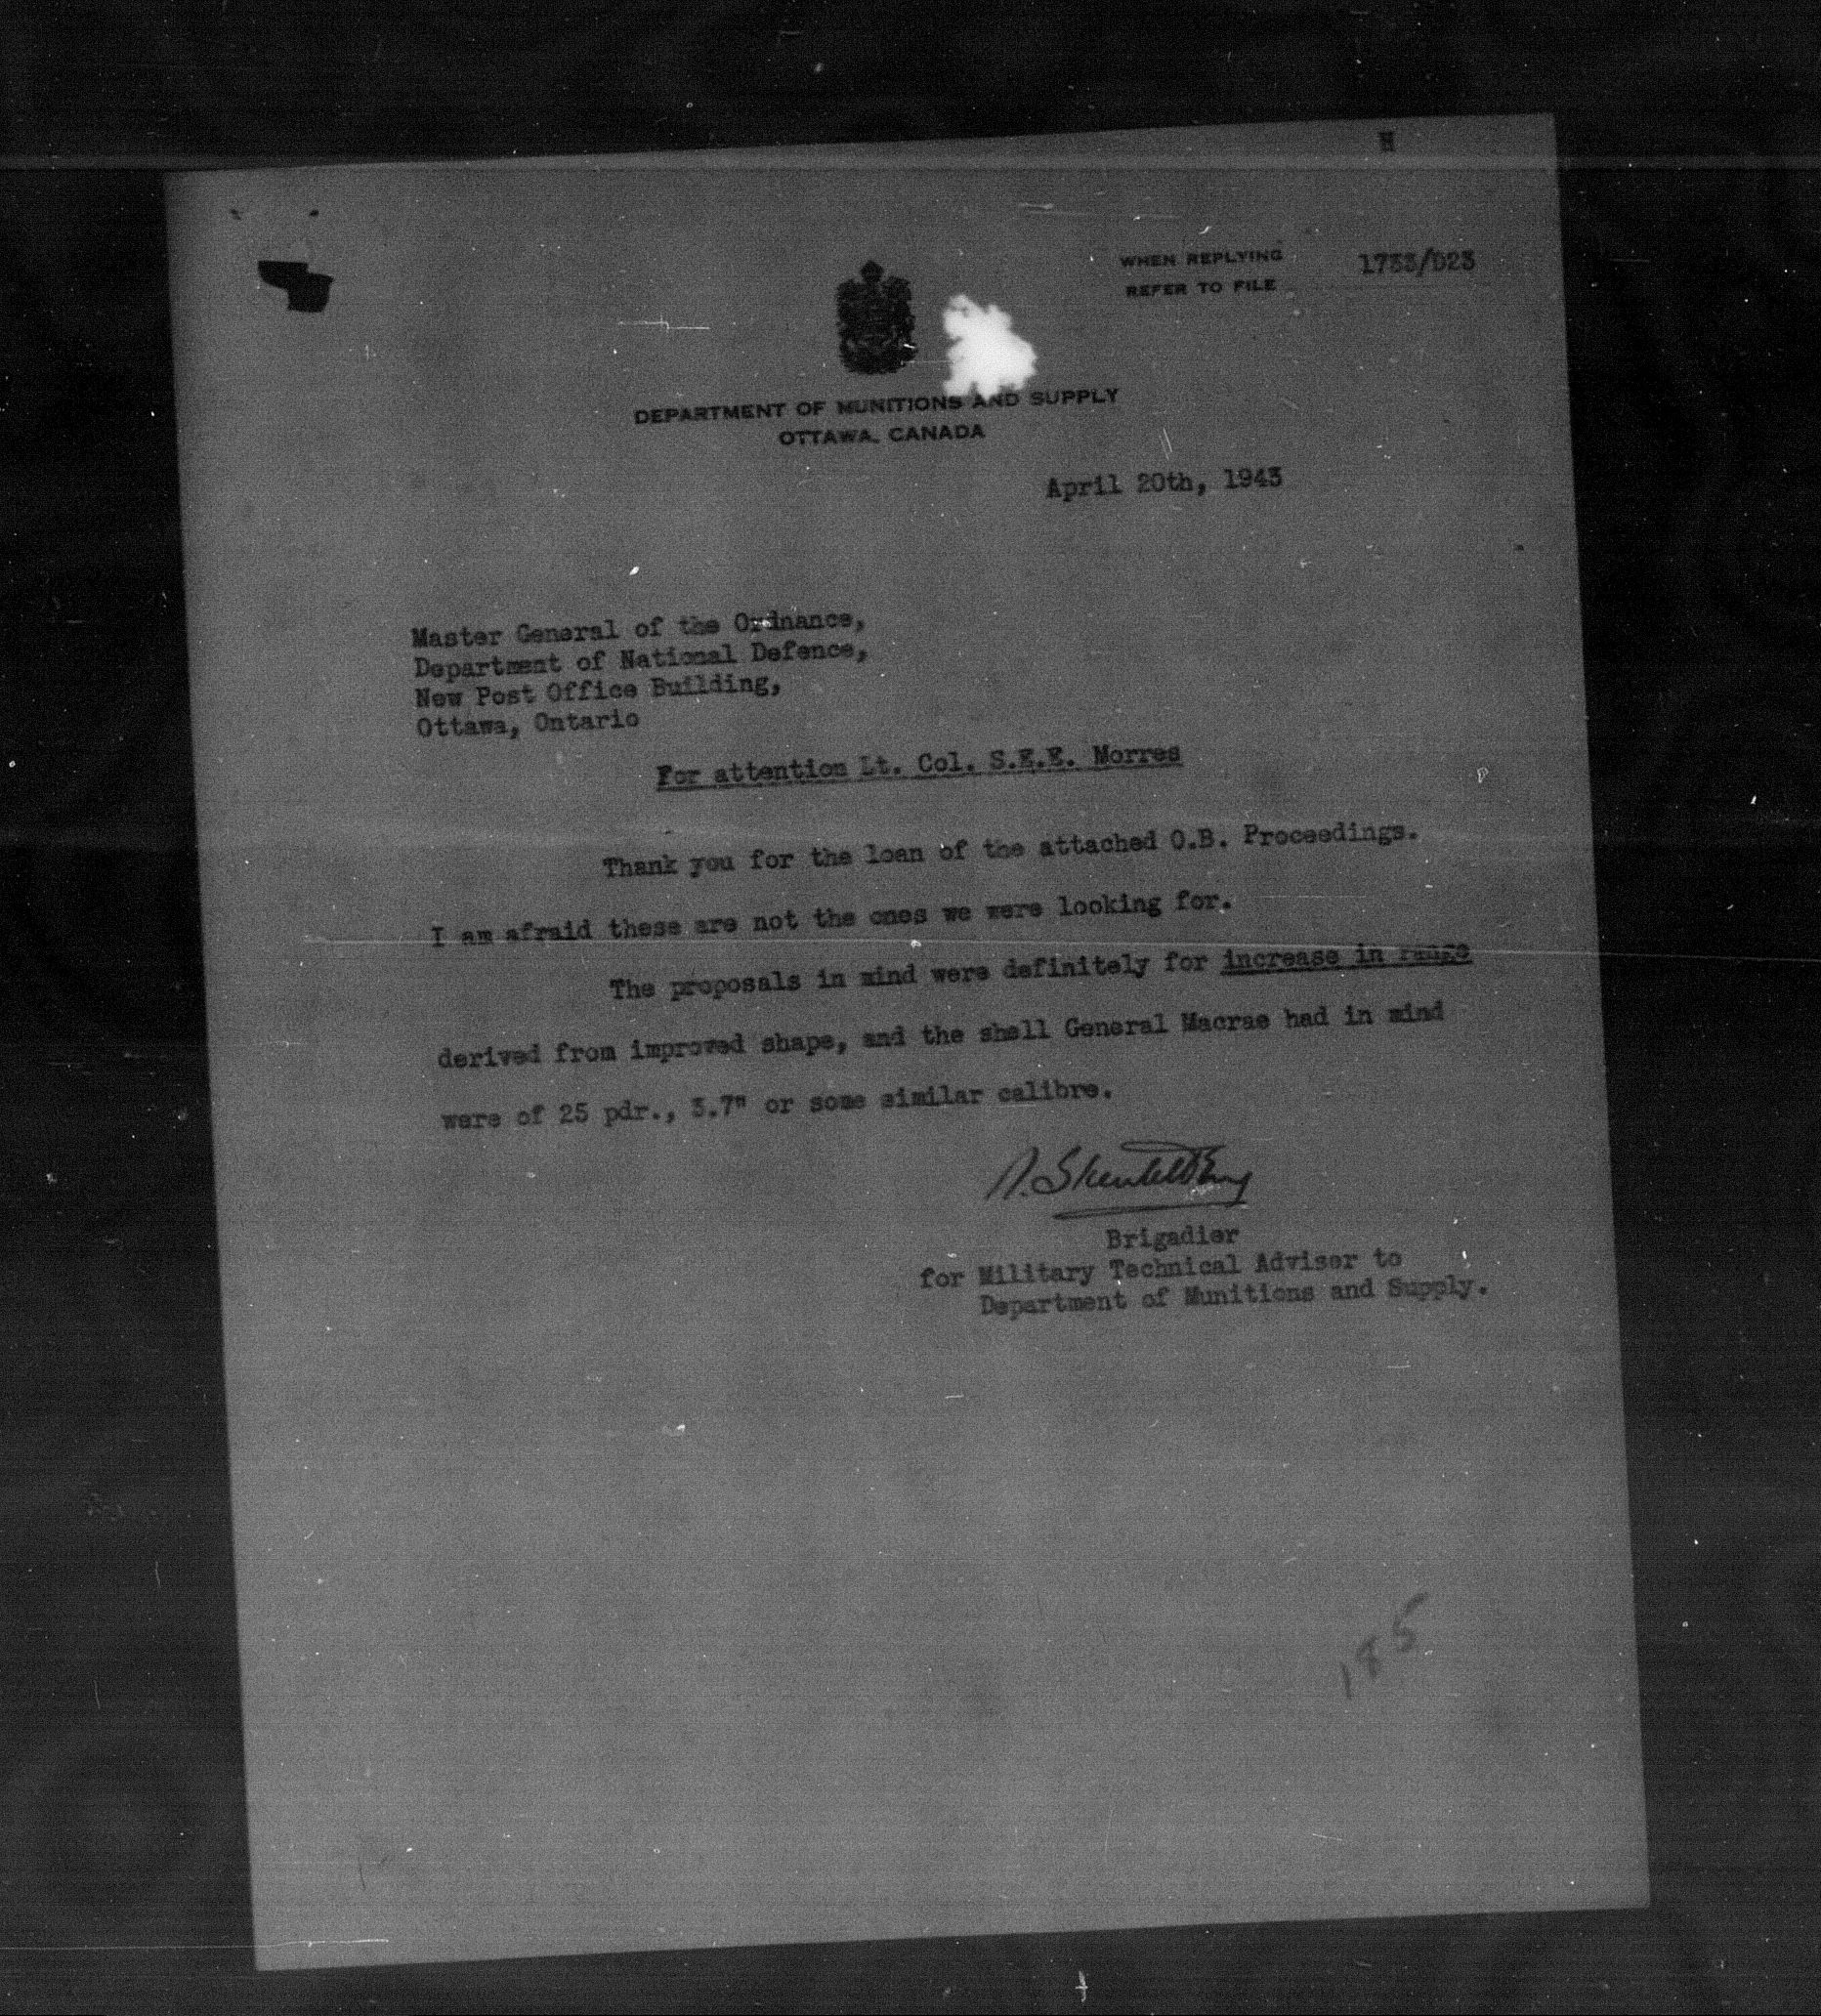 WHEN REPLYING
REFER TO FILE
1733/D23
DEPARTMENT OF MUNITIONS AND SUPPLY
OTTAWA, CANADA
April 20th, 1943
Master General of the Ordnance,
Department of National Defence,
New Post Office Building,
Ottawa, Ontario
For attention Lt. Col. S.E.E. Morres
Thank you for the loan of the attached O.B. Proceedings.
I am afraid these are not the ones we were looking for.
The proposals in mind were definitely for increase in range
derived from improved shape, and the shell General Macrae had in mind
were of 25 pdr., 3.7" or some similar calibre.
Brigadier
for Military Technical Adviser to
Department of Munitions and Supply.
185